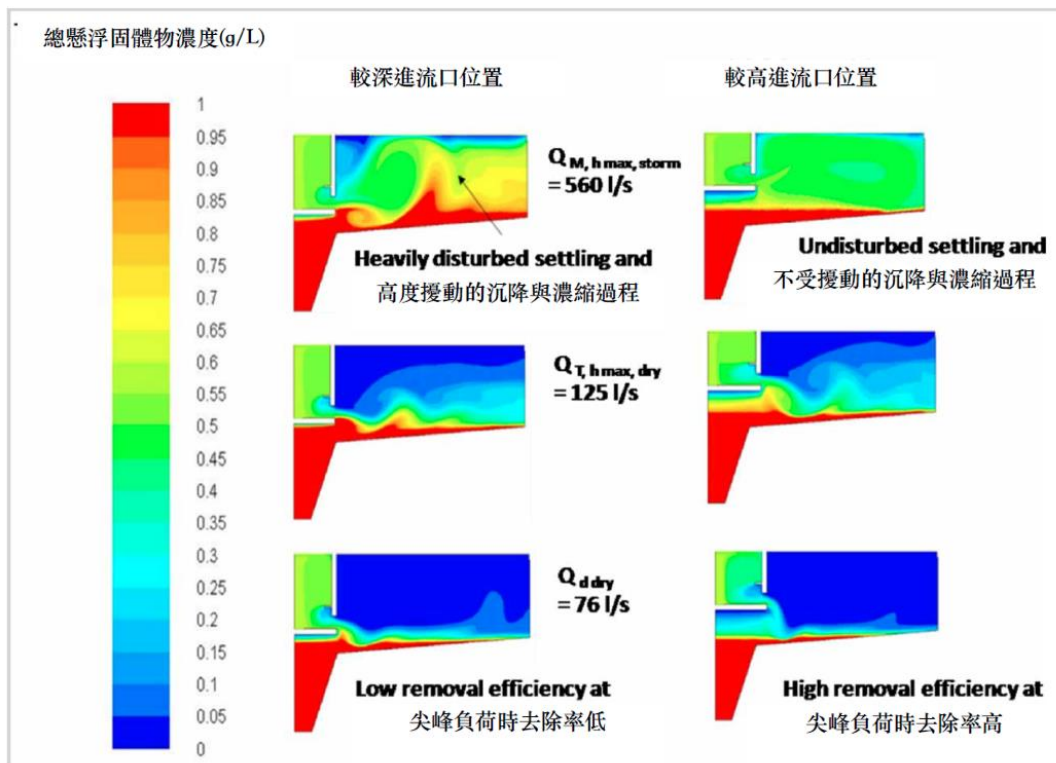 總懸浮固體物濃度(g/L)
較深進流口位置
較高進流口位置
1
0.95
0.9
0.85
0.8
0.75
0.7
0.65
0.6
0.55
0.5
0.45
0.4
0.35
0.3
0.25
0.2
0.15
0.1
0.05
0
Q M, h max, storm
= 560 l/s
Heavily disturbed settling and
高度擾動的沉降與濃縮過程
Undisturbed settling and
不受擾動的沉降與濃縮過程
Q T, h max, dry
= 125 l/s
Q d dry
= 76 l/s
Low removal efficiency at
尖峰負荷時去除率低
High removal efficiency at
尖峰負荷時去除率高